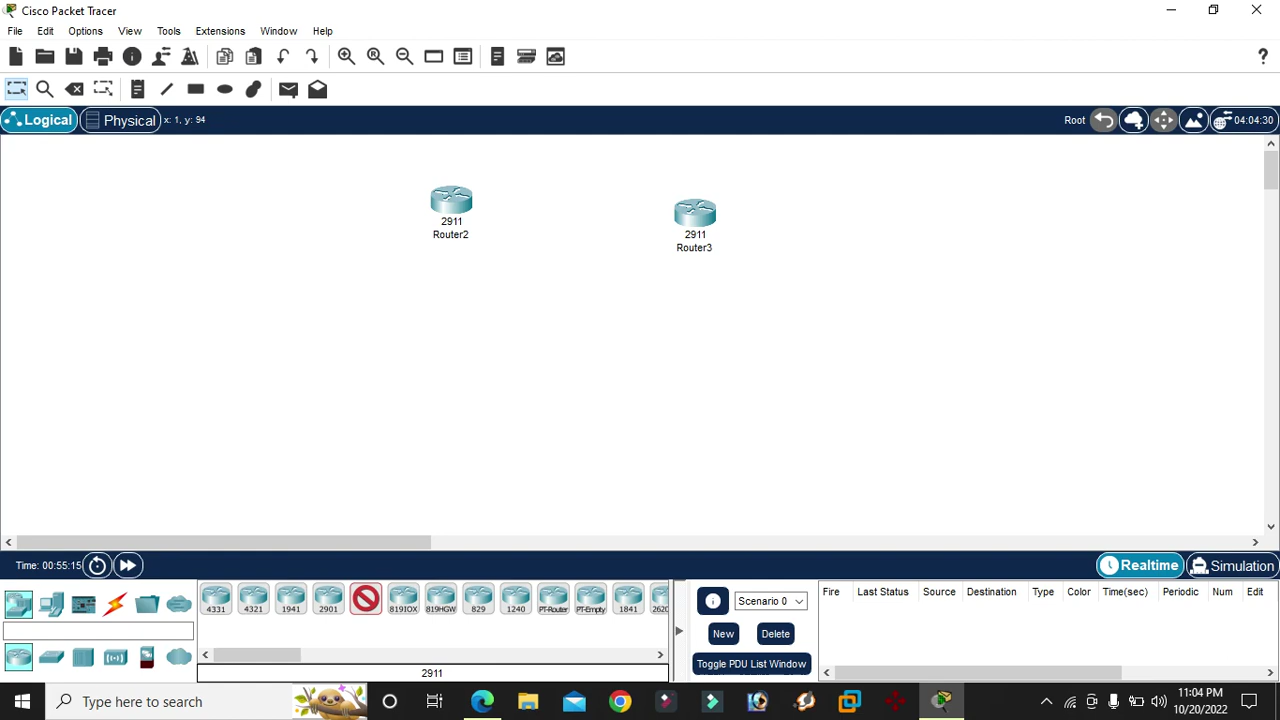 Cisco Packet Tracer
File Edit Options View Tools Extensions Window Help
?
Logical Physical x: 1, y: 94 Root 04:04:30
2911
Router2
2911
Router3
Time: 00:55:15 Realtime Simulation
4331 4321 1941 2901 819IOX 819HGW 829 1240 PT-Router PT-Empty 1841 2620
2911
Scenario 0
New Delete
Toggle PDU List Window
Fire Last Status Source Destination Type Color Time(sec) Periodic Num Edit
Type here to search
11:04 PM
10/20/2022